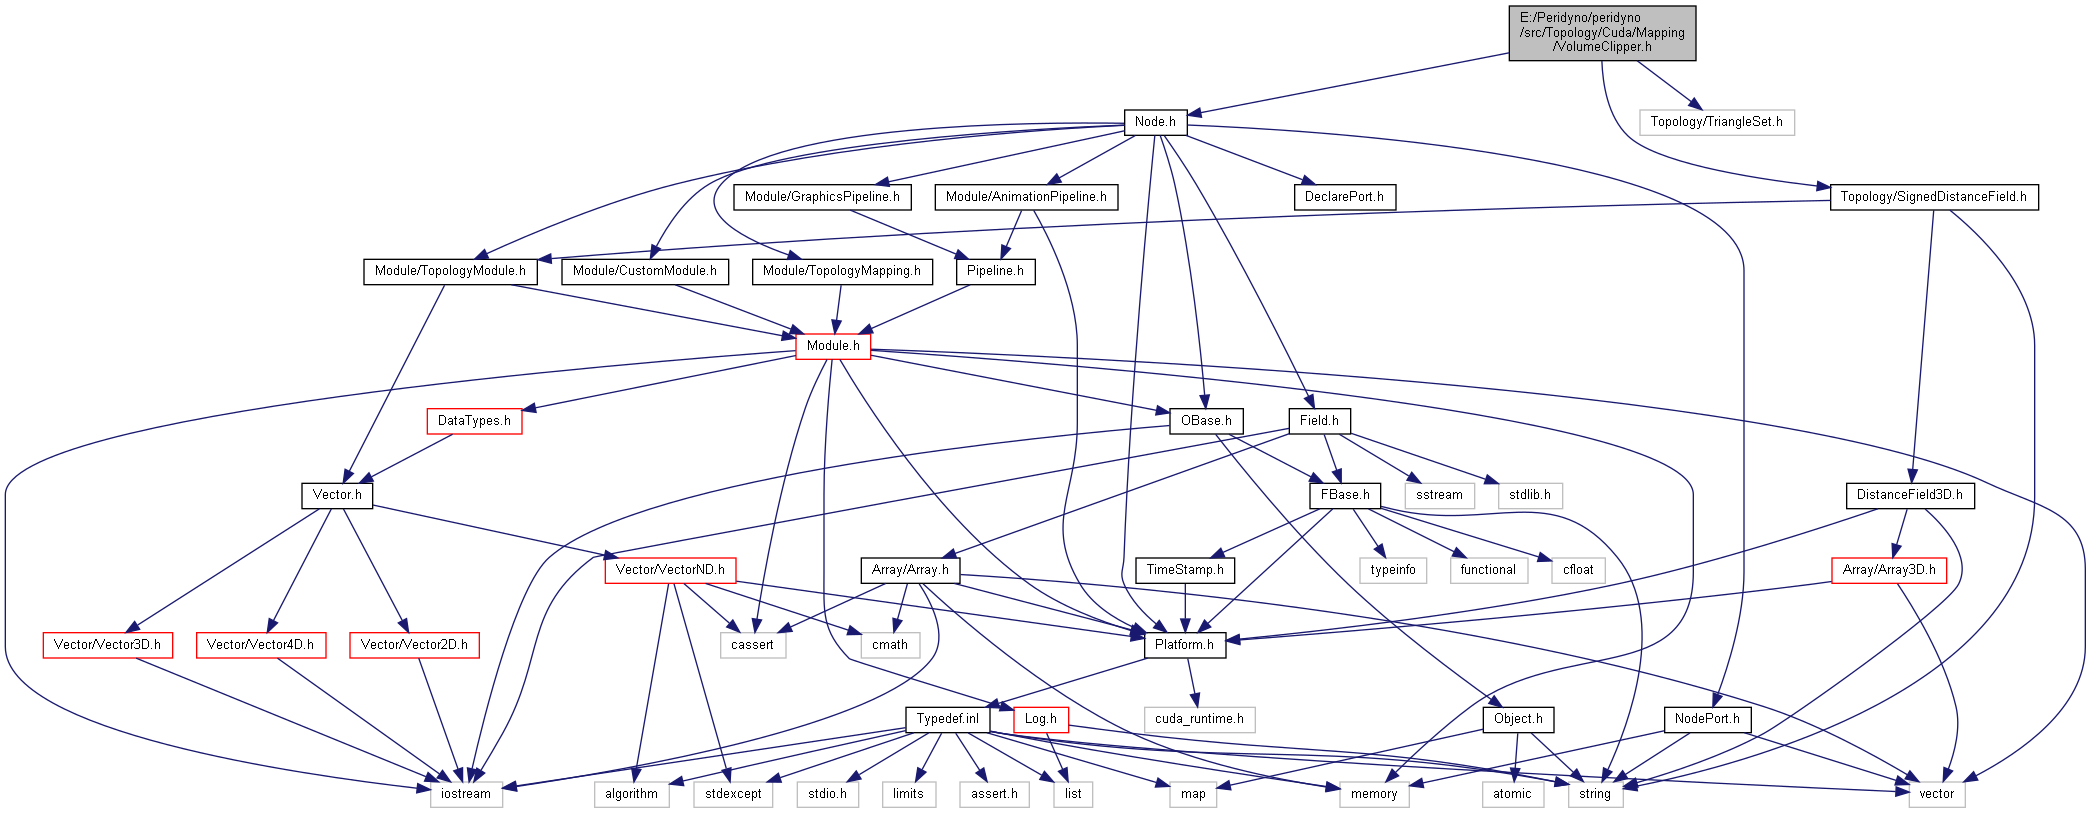 E:/Peridyno/peridyno
/src/Topology/Cuda/Mapping
/VolumeClipper.h
Node.h
Topology/TriangleSet.h
Module/GraphicsPipeline.h
Module/AnimationPipeline.h
DeclarePort.h
Topology/SignedDistanceField.h
Module/TopologyModule.h
Module/CustomModule.h
Module/TopologyMapping.h
Pipeline.h
Module.h
DataTypes.h
OBase.h
Field.h
Vector.h
FBase.h
sstream
stdlib.h
DistanceField3D.h
Vector/VectorND.h
Array/Array.h
TimeStamp.h
typeinfo
functional
cfloat
Array/Array3D.h
Vector/Vector3D.h
Vector/Vector4D.h
Vector/Vector2D.h
cassert
cmath
Platform.h
Typedef.inl
Log.h
cuda_runtime.h
Object.h
NodePort.h
iostream
algorithm
stdexcept
stdio.h
limits
assert.h
list
map
memory
atomic
string
vector